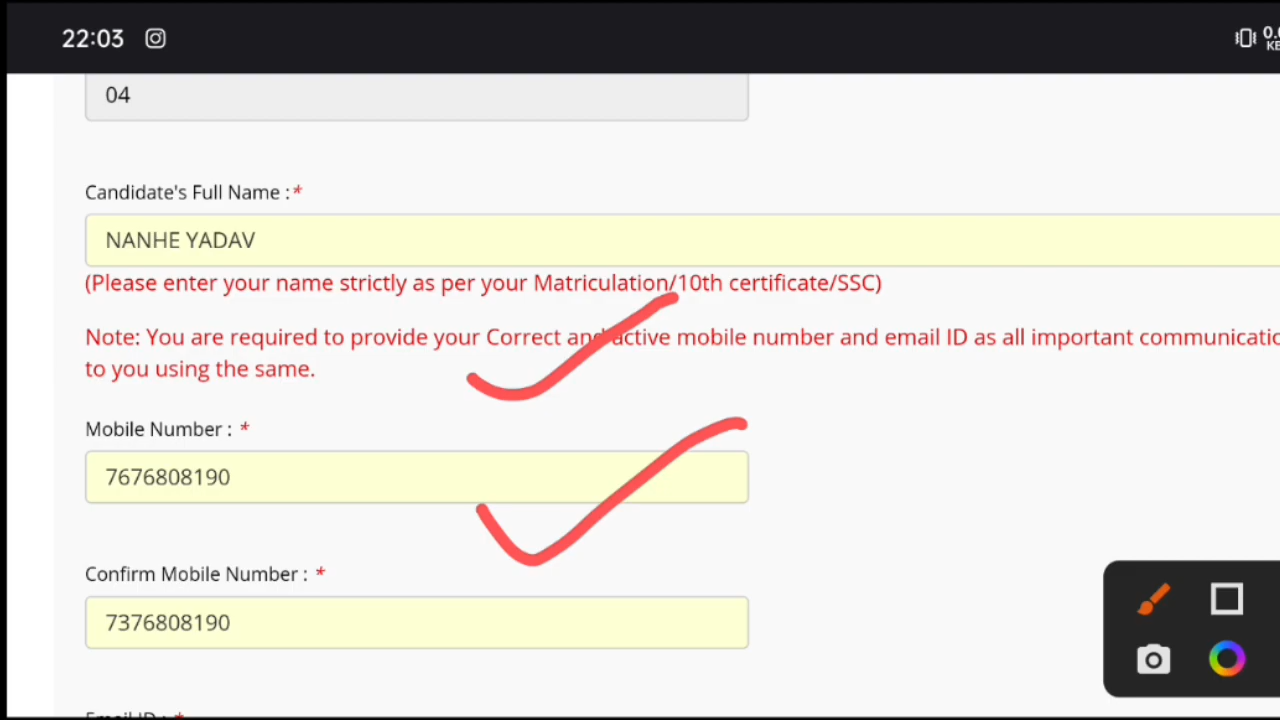 22:03
04
Candidate's Full Name :*
NANHE YADAV
(Please enter your name strictly as per your Matriculation/10th certificate/SSC)
Note: You are required to provide your Correct and active mobile number and email ID as all important communicatio
to you using the same.
Mobile Number : *
7676808190
Confirm Mobile Number : *
7376808190
Email ID : *